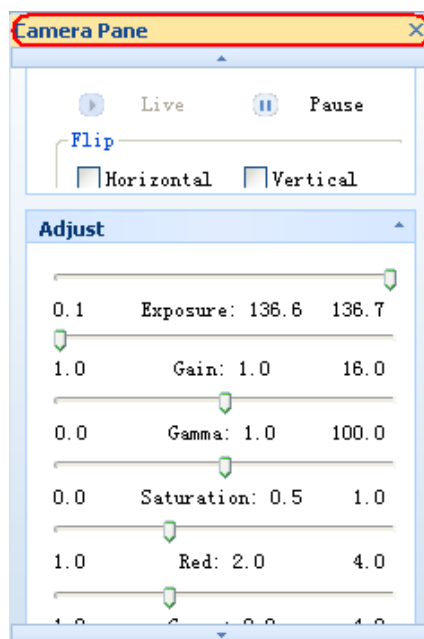 Camera Pane
Live Pause
Flip
Horizontal Vertical
Adjust
0.1 Exposure: 136.6 136.7
1.0 Gain: 1.0 16.0
0.0 Gamma: 1.0 100.0
0.0 Saturation: 0.5 1.0
1.0 Red: 2.0 4.0